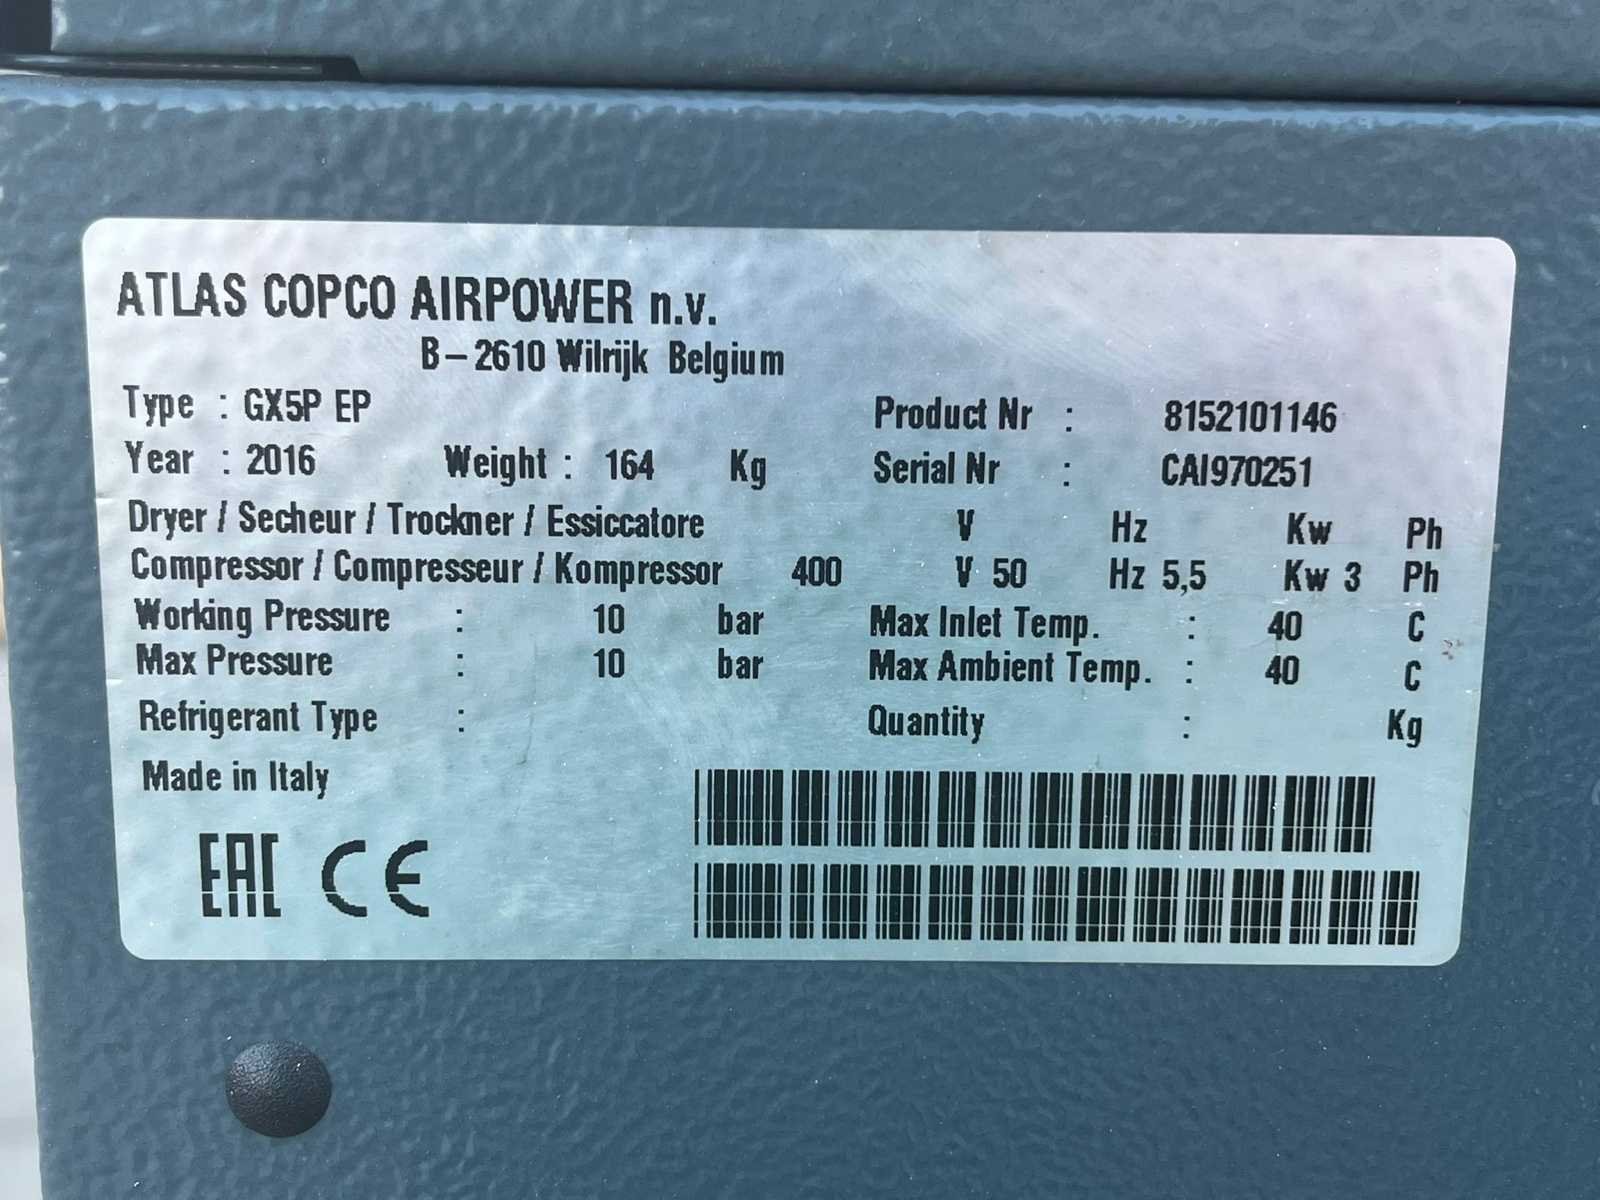 ATLAS COPCO AIRPOWER n.v.
B-2610 Wilrijk Belgium
Type : GX5P EP
Product Nr : 8152101146
Year : 2016 Weight : 164 Kg
Serial Nr : CAI970251
Dryer / Secheur / Trockner / Essiccatore V Hz Kw Ph
Compressor / Compresseur / Kompressor 400 V 50 Hz 5,5 Kw 3 Ph
Working Pressure : 10 bar
Max Inlet Temp. : 40 C
Max Pressure : 10 bar
Max Ambient Temp. : 40 C
Refrigerant Type :
Quantity : Kg
Made in Italy
EAC CE